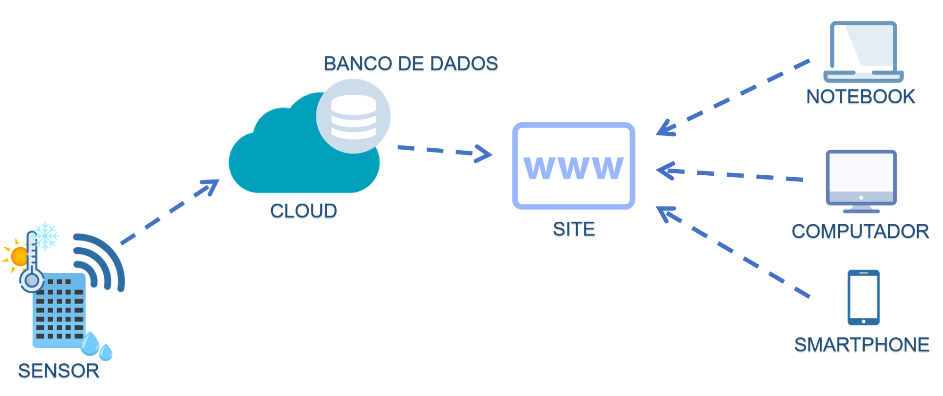 BANCO DE DADOS
NOTEBOOK
CLOUD
WWW
SITE
COMPUTADOR
SENSOR
SMARTPHONE